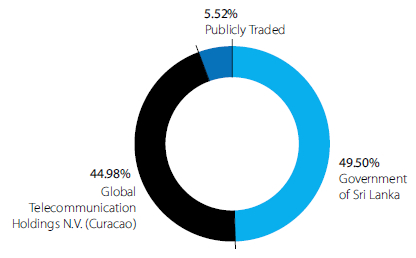 5.52%
Publicly Traded
49.50%
Government
of Sri Lanka
44.98%
Global
Telecommunication
Holdings N.V. (Curacao)